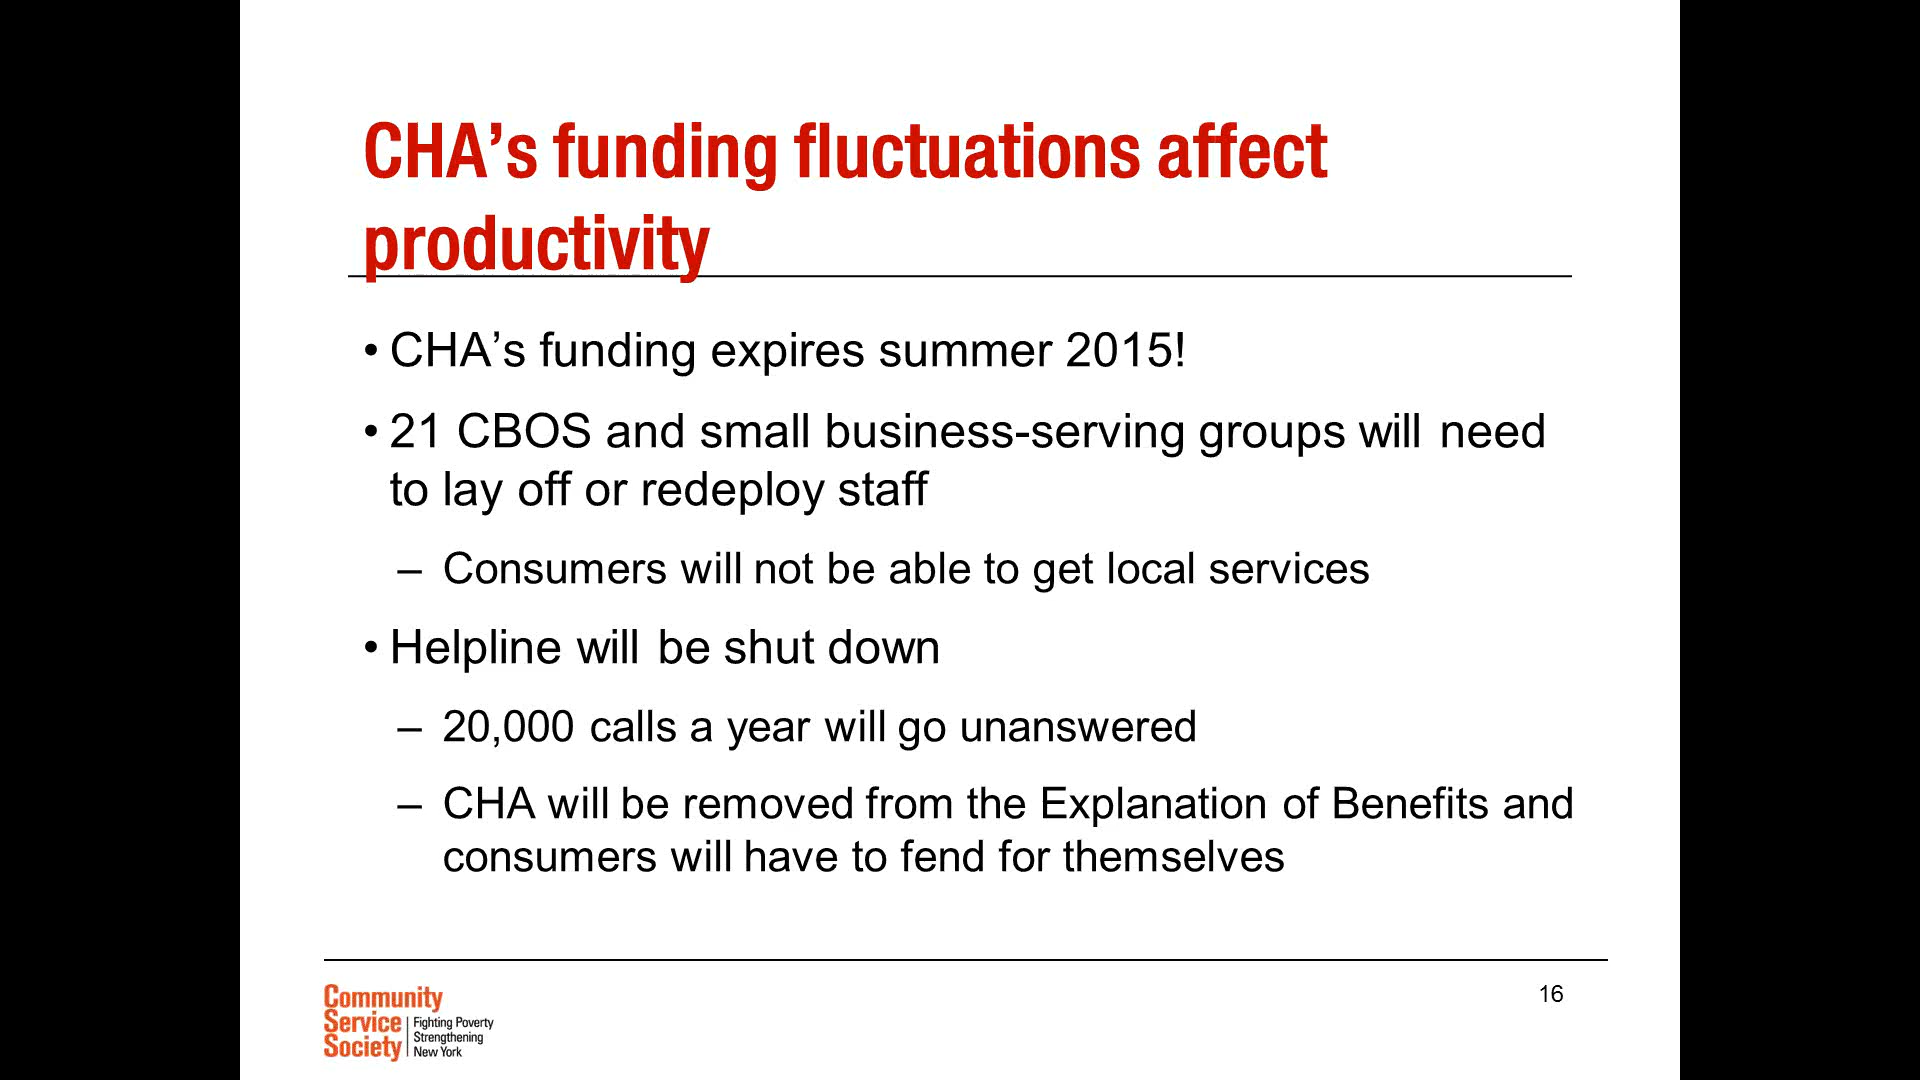 CHA’s funding fluctuations affect
productivity
• CHA’s funding expires summer 2015!
• 21 CBOS and small business-serving groups will need
to lay off or redeploy staff
– Consumers will not be able to get local services
• Helpline will be shut down
– 20,000 calls a year will go unanswered
– CHA will be removed from the Explanation of Benefits and
consumers will have to fend for themselves
Community
Service
Society
Fighting Poverty
Strengthening
New York
16